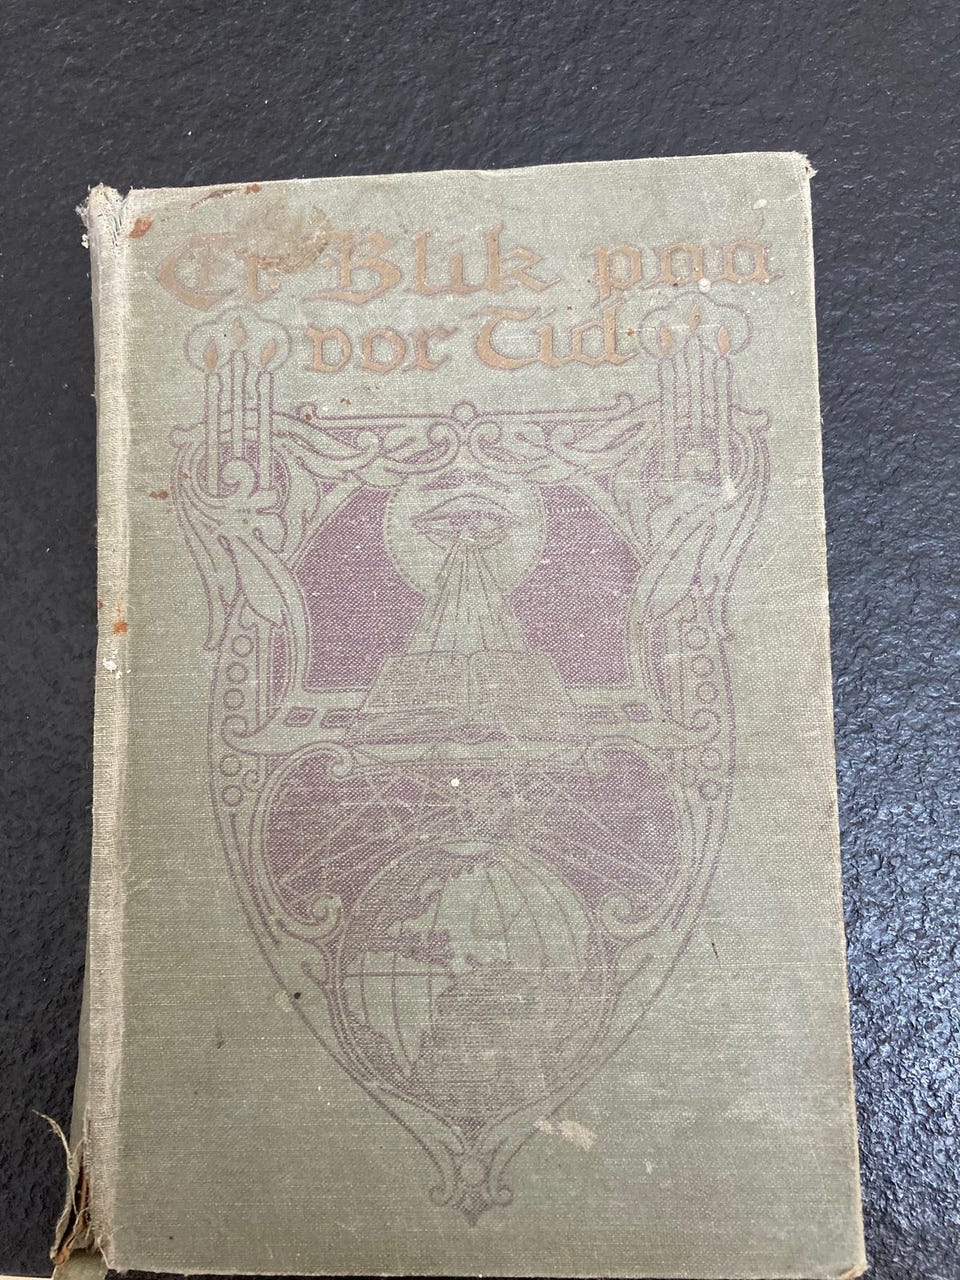 Et Blik paa
vor Tid